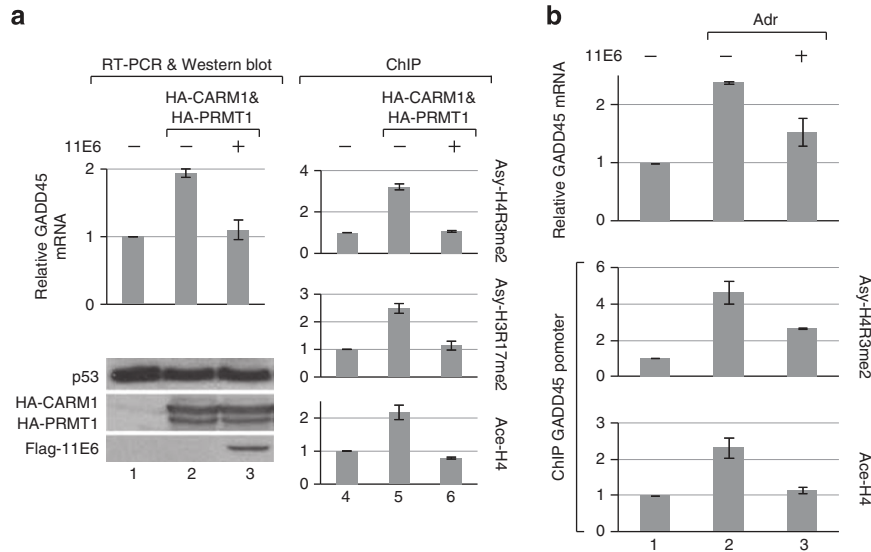 a
RT-PCR & Western blot
HA-CARM1&
HA-PRMT1
11E6 – – +
Relative GADD45
mRNA
2
1
0
p53
HA-CARM1
HA-PRMT1
Flag-11E6
1 2 3
ChIP
HA-CARM1&
HA-PRMT1
– – +
4
2
0
Asy-H4R3me2
3
2
1
0
Asy-H3R17me2
2
1
0
Ace-H4
4 5 6
b
Adr
11E6 – – +
Relative GADD45 mRNA
2
1
0
ChIP GADD45 pomoter
6
4
2
0
Asy-H4R3me2
3
2
1
0
Ace-H4
1 2 3